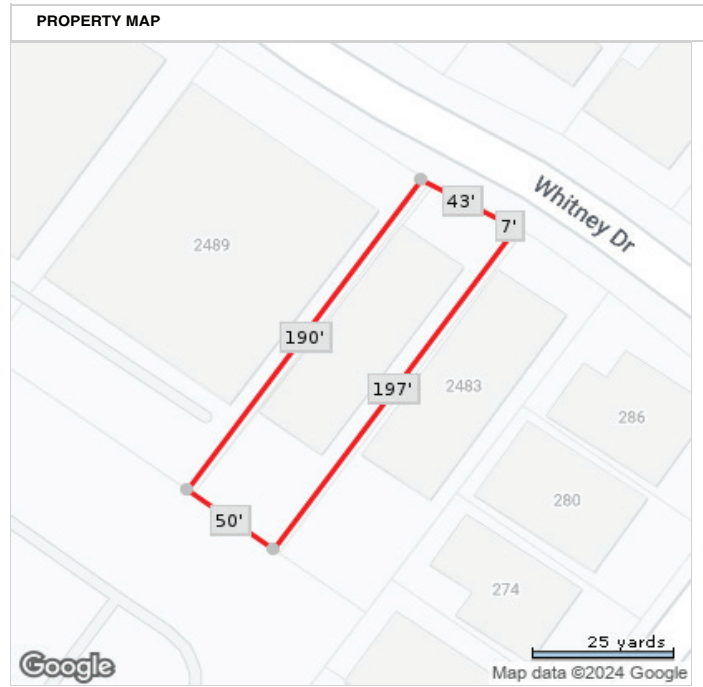 PROPERTY MAP
Whitney Dr
43'
7'
2489
190'
197'
2483
286
280
50'
274
25 yards
Google
Map data ©2024 Google